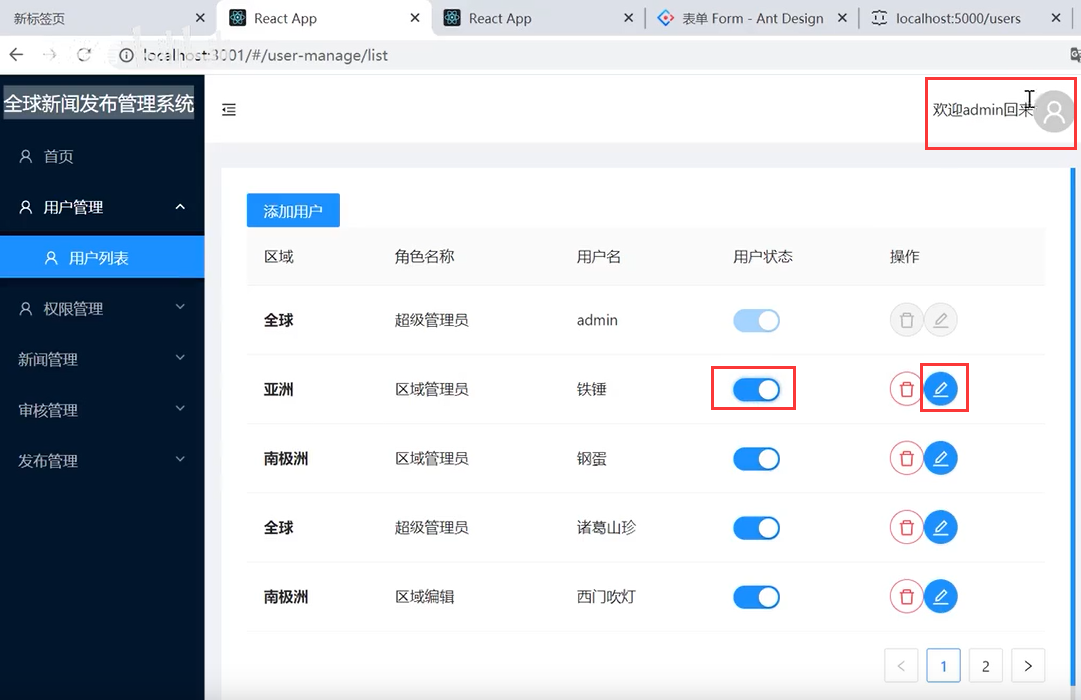 新标签页
React App
React App
表单 Form - Ant Design
localhost:5000/users
localhost:3001/#/user-manage/list
全球新闻发布管理系统
首页
用户管理
用户列表
权限管理
新闻管理
审核管理
发布管理
欢迎admin回来
添加用户
区域 角色名称 用户名 用户状态 操作
全球 超级管理员 admin
亚洲 区域管理员 铁锤
南极洲 区域管理员 钢蛋
全球 超级管理员 诸葛山珍
南极洲 区域编辑 西门吹灯
1 2